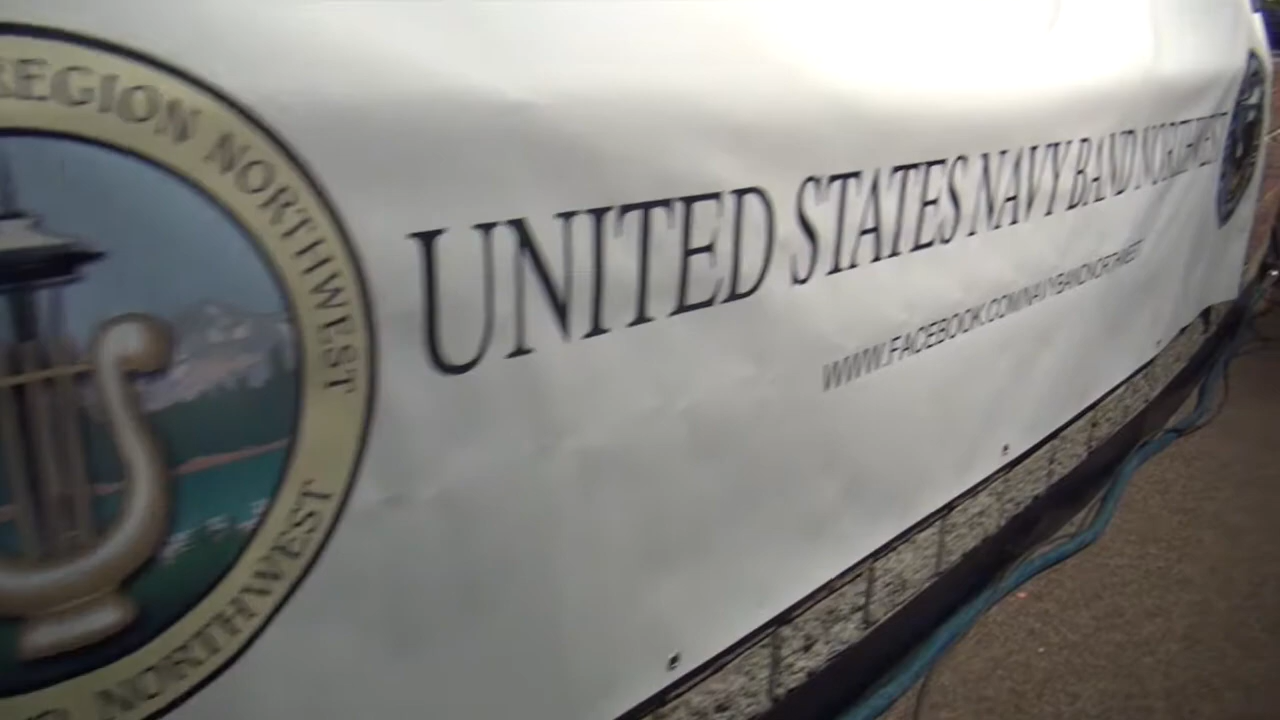 REGION NORTHWEST
UNITED STATES NAVY BAND NORTHWEST
WWW.FACEBOOK.COM/NAVYBANDNORTHWEST
NORTHWEST